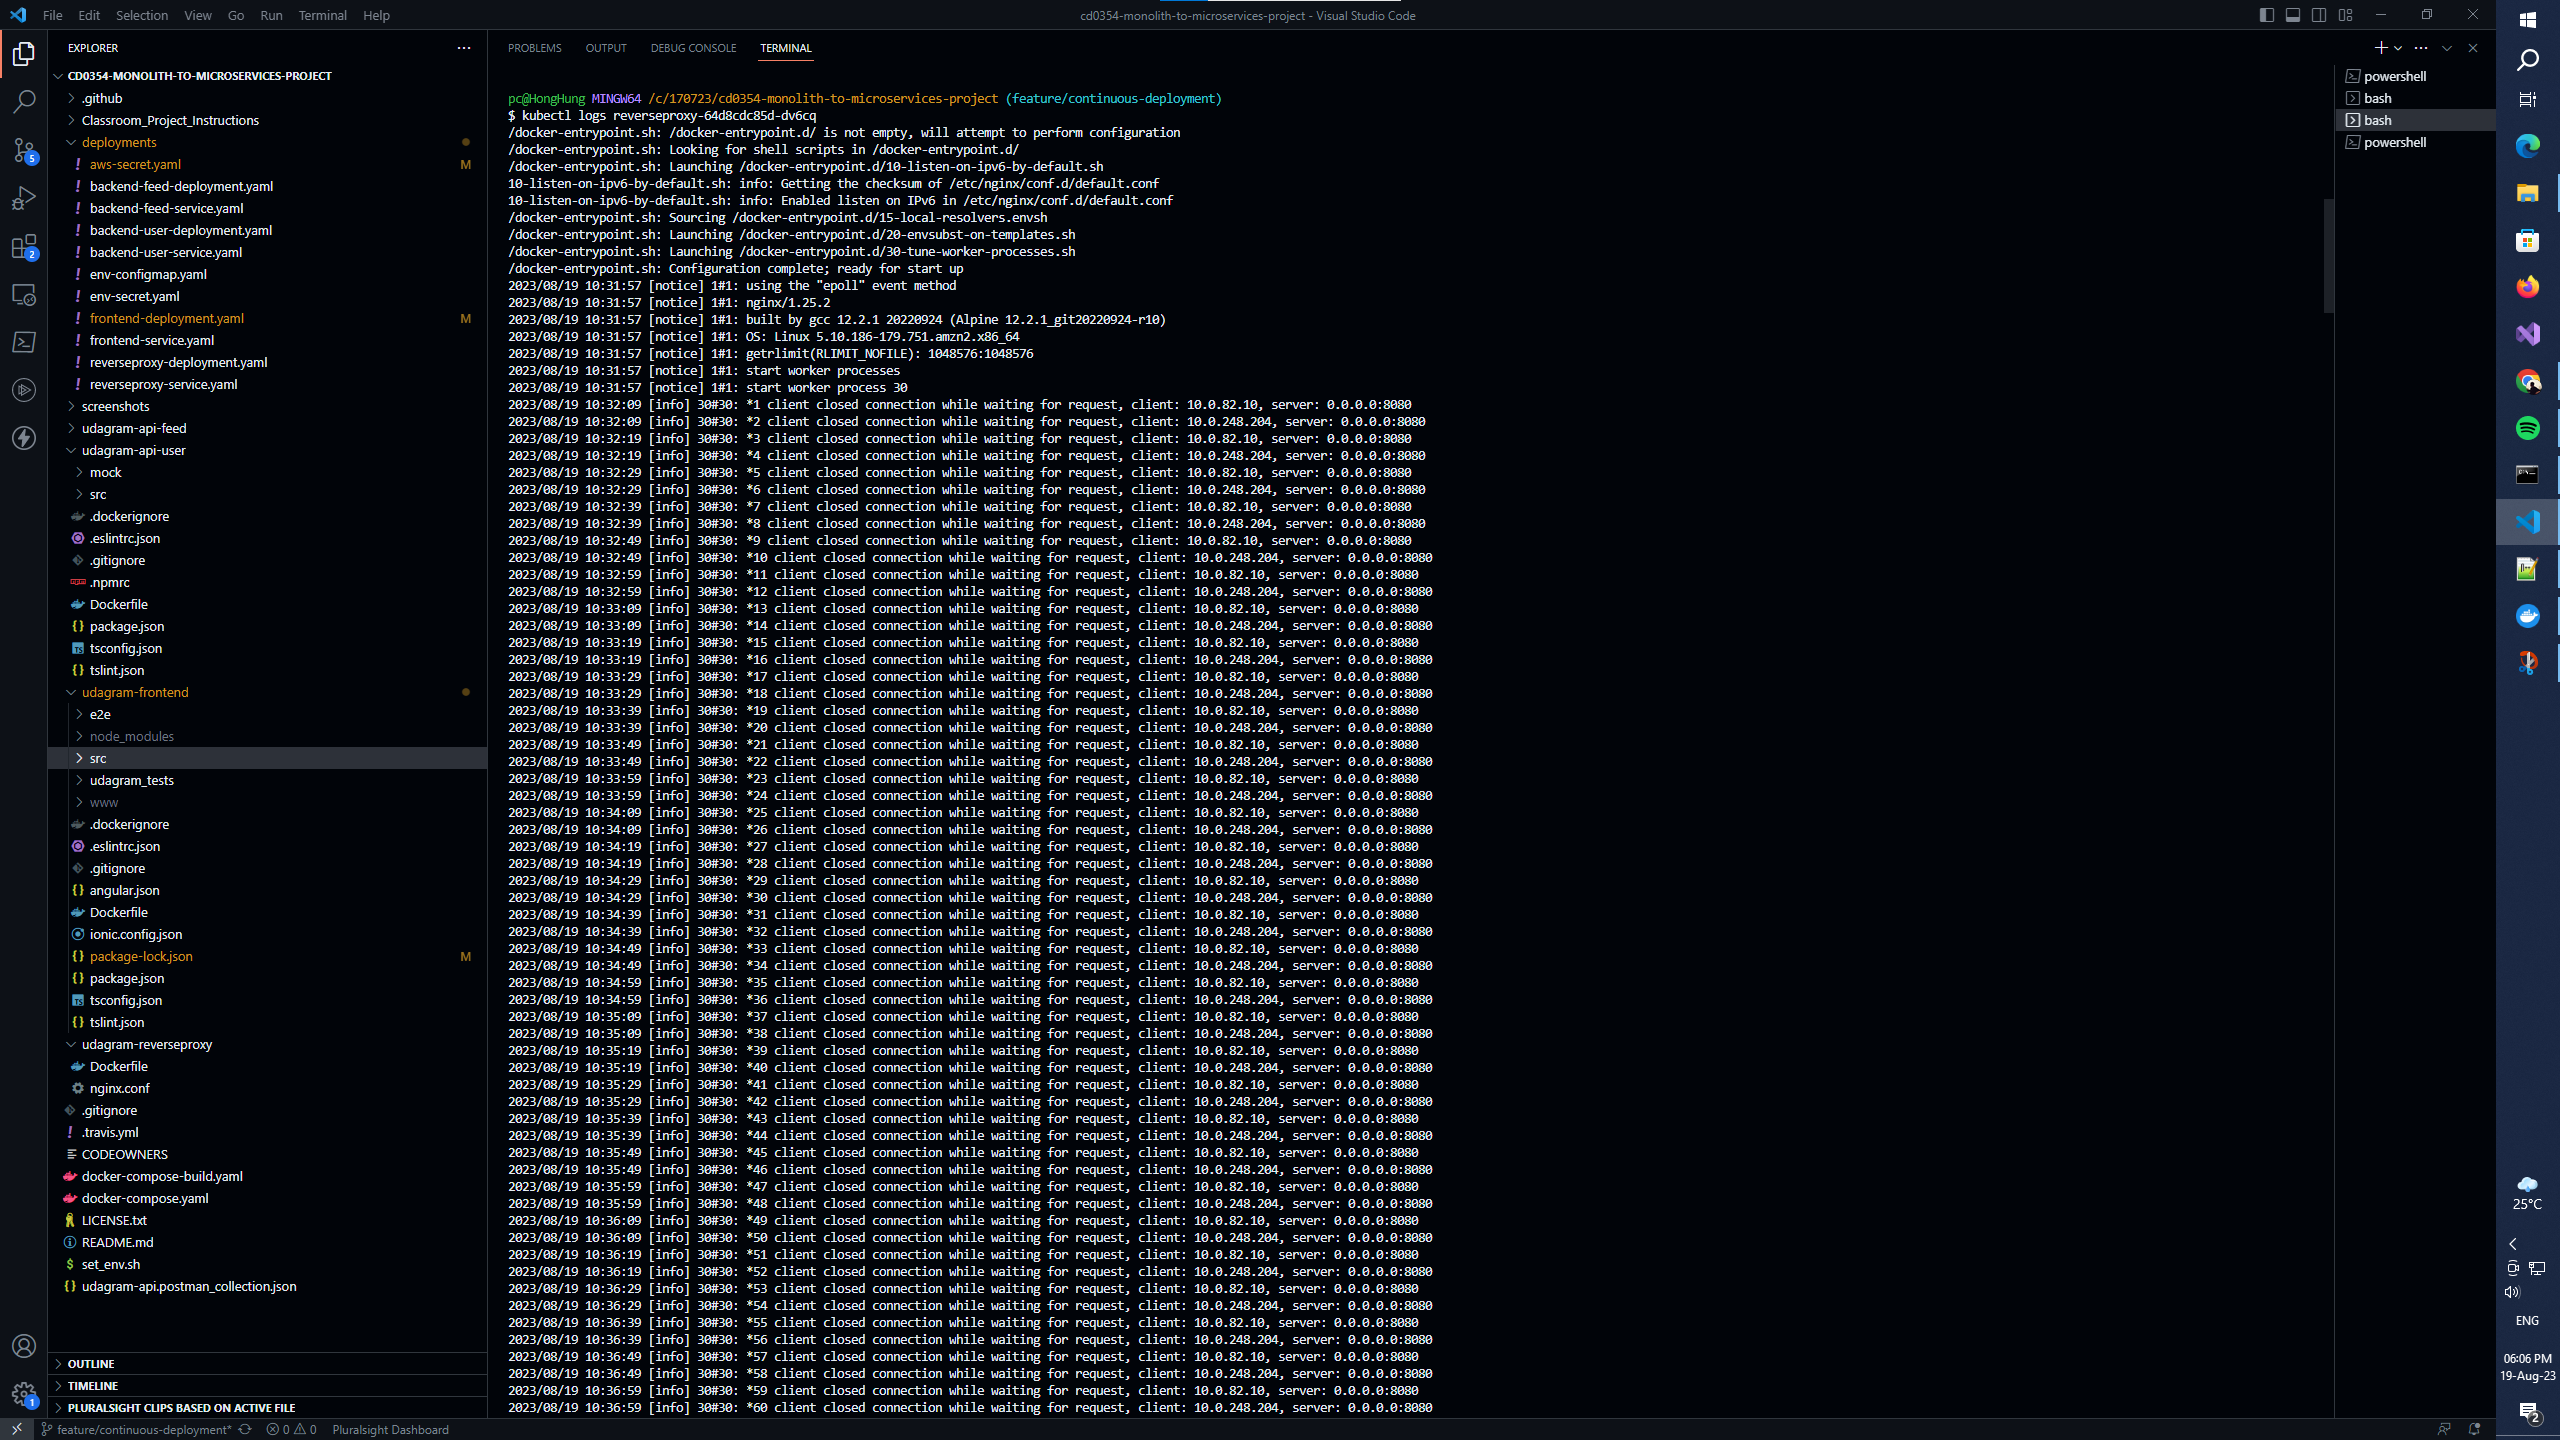 File Edit Selection View Go Run Terminal Help
cd0354-monolith-to-microservices-project - Visual Studio Code
EXPLORER
CD0354-MONOLITH-TO-MICROSERVICES-PROJECT
.github
Classroom_Project_Instructions
deployments
aws-secret.yaml M
backend-feed-deployment.yaml
backend-feed-service.yaml
backend-user-deployment.yaml
backend-user-service.yaml
env-configmap.yaml
env-secret.yaml
frontend-deployment.yaml M
frontend-service.yaml
reverseproxy-deployment.yaml
reverseproxy-service.yaml
screenshots
udagram-api-feed
udagram-api-user
mock
src
.dockerignore
.eslintrc.json
.gitignore
.npmrc
Dockerfile
package.json
tsconfig.json
tslint.json
udagram-frontend
e2e
node_modules
src
udagram_tests
www
.dockerignore
.eslintrc.json
.gitignore
angular.json
Dockerfile
ionic.config.json
package-lock.json M
package.json
tsconfig.json
tslint.json
udagram-reverseproxy
Dockerfile
nginx.conf
.gitignore
.travis.yml
CODEOWNERS
docker-compose-build.yaml
docker-compose.yaml
LICENSE.txt
README.md
set_env.sh
udagram-api.postman_collection.json
OUTLINE
TIMELINE
PLURALSIGHT CLIPS BASED ON ACTIVE FILE
PROBLEMS OUTPUT DEBUG CONSOLE TERMINAL
pc@HongHung MINGW64 /c/170723/cd0354-monolith-to-microservices-project (feature/continuous-deployment)
$ kubectl logs reverseproxy-64d8cdc85d-dv6cq
/docker-entrypoint.sh: /docker-entrypoint.d/ is not empty, will attempt to perform configuration
/docker-entrypoint.sh: Looking for shell scripts in /docker-entrypoint.d/
/docker-entrypoint.sh: Launching /docker-entrypoint.d/10-listen-on-ipv6-by-default.sh
10-listen-on-ipv6-by-default.sh: info: Getting the checksum of /etc/nginx/conf.d/default.conf
10-listen-on-ipv6-by-default.sh: info: Enabled listen on IPv6 in /etc/nginx/conf.d/default.conf
/docker-entrypoint.sh: Sourcing /docker-entrypoint.d/15-local-resolvers.envsh
/docker-entrypoint.sh: Launching /docker-entrypoint.d/20-envsubst-on-templates.sh
/docker-entrypoint.sh: Launching /docker-entrypoint.d/30-tune-worker-processes.sh
/docker-entrypoint.sh: Configuration complete; ready for start up
2023/08/19 10:31:57 [notice] 1#1: using the "epoll" event method
2023/08/19 10:31:57 [notice] 1#1: nginx/1.25.2
2023/08/19 10:31:57 [notice] 1#1: built by gcc 12.2.1 20220924 (Alpine 12.2.1_git20220924-r10)
2023/08/19 10:31:57 [notice] 1#1: OS: Linux 5.10.186-179.751.amzn2.x86_64
2023/08/19 10:31:57 [notice] 1#1: getrlimit(RLIMIT_NOFILE): 1048576:1048576
2023/08/19 10:31:57 [notice] 1#1: start worker processes
2023/08/19 10:31:57 [notice] 1#1: start worker process 30
2023/08/19 10:32:09 [info] 30#30: *1 client closed connection while waiting for request, client: 10.0.82.10, server: 0.0.0.0:8080
2023/08/19 10:32:09 [info] 30#30: *2 client closed connection while waiting for request, client: 10.0.248.204, server: 0.0.0.0:8080
2023/08/19 10:32:19 [info] 30#30: *3 client closed connection while waiting for request, client: 10.0.82.10, server: 0.0.0.0:8080
2023/08/19 10:32:19 [info] 30#30: *4 client closed connection while waiting for request, client: 10.0.248.204, server: 0.0.0.0:8080
2023/08/19 10:32:29 [info] 30#30: *5 client closed connection while waiting for request, client: 10.0.82.10, server: 0.0.0.0:8080
2023/08/19 10:32:29 [info] 30#30: *6 client closed connection while waiting for request, client: 10.0.248.204, server: 0.0.0.0:8080
2023/08/19 10:32:39 [info] 30#30: *7 client closed connection while waiting for request, client: 10.0.82.10, server: 0.0.0.0:8080
2023/08/19 10:32:39 [info] 30#30: *8 client closed connection while waiting for request, client: 10.0.248.204, server: 0.0.0.0:8080
2023/08/19 10:32:49 [info] 30#30: *9 client closed connection while waiting for request, client: 10.0.82.10, server: 0.0.0.0:8080
2023/08/19 10:32:49 [info] 30#30: *10 client closed connection while waiting for request, client: 10.0.248.204, server: 0.0.0.0:8080
2023/08/19 10:32:59 [info] 30#30: *11 client closed connection while waiting for request, client: 10.0.82.10, server: 0.0.0.0:8080
2023/08/19 10:32:59 [info] 30#30: *12 client closed connection while waiting for request, client: 10.0.248.204, server: 0.0.0.0:8080
2023/08/19 10:33:09 [info] 30#30: *13 client closed connection while waiting for request, client: 10.0.82.10, server: 0.0.0.0:8080
2023/08/19 10:33:09 [info] 30#30: *14 client closed connection while waiting for request, client: 10.0.248.204, server: 0.0.0.0:8080
2023/08/19 10:33:19 [info] 30#30: *15 client closed connection while waiting for request, client: 10.0.82.10, server: 0.0.0.0:8080
2023/08/19 10:33:19 [info] 30#30: *16 client closed connection while waiting for request, client: 10.0.248.204, server: 0.0.0.0:8080
2023/08/19 10:33:29 [info] 30#30: *17 client closed connection while waiting for request, client: 10.0.82.10, server: 0.0.0.0:8080
2023/08/19 10:33:29 [info] 30#30: *18 client closed connection while waiting for request, client: 10.0.248.204, server: 0.0.0.0:8080
2023/08/19 10:33:39 [info] 30#30: *19 client closed connection while waiting for request, client: 10.0.82.10, server: 0.0.0.0:8080
2023/08/19 10:33:39 [info] 30#30: *20 client closed connection while waiting for request, client: 10.0.248.204, server: 0.0.0.0:8080
2023/08/19 10:33:49 [info] 30#30: *21 client closed connection while waiting for request, client: 10.0.82.10, server: 0.0.0.0:8080
2023/08/19 10:33:49 [info] 30#30: *22 client closed connection while waiting for request, client: 10.0.248.204, server: 0.0.0.0:8080
2023/08/19 10:33:59 [info] 30#30: *23 client closed connection while waiting for request, client: 10.0.82.10, server: 0.0.0.0:8080
2023/08/19 10:33:59 [info] 30#30: *24 client closed connection while waiting for request, client: 10.0.248.204, server: 0.0.0.0:8080
2023/08/19 10:34:09 [info] 30#30: *25 client closed connection while waiting for request, client: 10.0.82.10, server: 0.0.0.0:8080
2023/08/19 10:34:09 [info] 30#30: *26 client closed connection while waiting for request, client: 10.0.248.204, server: 0.0.0.0:8080
2023/08/19 10:34:19 [info] 30#30: *27 client closed connection while waiting for request, client: 10.0.82.10, server: 0.0.0.0:8080
2023/08/19 10:34:19 [info] 30#30: *28 client closed connection while waiting for request, client: 10.0.248.204, server: 0.0.0.0:8080
2023/08/19 10:34:29 [info] 30#30: *29 client closed connection while waiting for request, client: 10.0.82.10, server: 0.0.0.0:8080
2023/08/19 10:34:29 [info] 30#30: *30 client closed connection while waiting for request, client: 10.0.248.204, server: 0.0.0.0:8080
2023/08/19 10:34:39 [info] 30#30: *31 client closed connection while waiting for request, client: 10.0.82.10, server: 0.0.0.0:8080
2023/08/19 10:34:39 [info] 30#30: *32 client closed connection while waiting for request, client: 10.0.248.204, server: 0.0.0.0:8080
2023/08/19 10:34:49 [info] 30#30: *33 client closed connection while waiting for request, client: 10.0.82.10, server: 0.0.0.0:8080
2023/08/19 10:34:49 [info] 30#30: *34 client closed connection while waiting for request, client: 10.0.248.204, server: 0.0.0.0:8080
2023/08/19 10:34:59 [info] 30#30: *35 client closed connection while waiting for request, client: 10.0.82.10, server: 0.0.0.0:8080
2023/08/19 10:34:59 [info] 30#30: *36 client closed connection while waiting for request, client: 10.0.248.204, server: 0.0.0.0:8080
2023/08/19 10:35:09 [info] 30#30: *37 client closed connection while waiting for request, client: 10.0.82.10, server: 0.0.0.0:8080
2023/08/19 10:35:09 [info] 30#30: *38 client closed connection while waiting for request, client: 10.0.248.204, server: 0.0.0.0:8080
2023/08/19 10:35:19 [info] 30#30: *39 client closed connection while waiting for request, client: 10.0.82.10, server: 0.0.0.0:8080
2023/08/19 10:35:19 [info] 30#30: *40 client closed connection while waiting for request, client: 10.0.248.204, server: 0.0.0.0:8080
2023/08/19 10:35:29 [info] 30#30: *41 client closed connection while waiting for request, client: 10.0.82.10, server: 0.0.0.0:8080
2023/08/19 10:35:29 [info] 30#30: *42 client closed connection while waiting for request, client: 10.0.248.204, server: 0.0.0.0:8080
2023/08/19 10:35:39 [info] 30#30: *43 client closed connection while waiting for request, client: 10.0.82.10, server: 0.0.0.0:8080
2023/08/19 10:35:39 [info] 30#30: *44 client closed connection while waiting for request, client: 10.0.248.204, server: 0.0.0.0:8080
2023/08/19 10:35:49 [info] 30#30: *45 client closed connection while waiting for request, client: 10.0.82.10, server: 0.0.0.0:8080
2023/08/19 10:35:49 [info] 30#30: *46 client closed connection while waiting for request, client: 10.0.248.204, server: 0.0.0.0:8080
2023/08/19 10:35:59 [info] 30#30: *47 client closed connection while waiting for request, client: 10.0.82.10, server: 0.0.0.0:8080
2023/08/19 10:35:59 [info] 30#30: *48 client closed connection while waiting for request, client: 10.0.248.204, server: 0.0.0.0:8080
2023/08/19 10:36:09 [info] 30#30: *49 client closed connection while waiting for request, client: 10.0.82.10, server: 0.0.0.0:8080
2023/08/19 10:36:09 [info] 30#30: *50 client closed connection while waiting for request, client: 10.0.248.204, server: 0.0.0.0:8080
2023/08/19 10:36:19 [info] 30#30: *51 client closed connection while waiting for request, client: 10.0.82.10, server: 0.0.0.0:8080
2023/08/19 10:36:19 [info] 30#30: *52 client closed connection while waiting for request, client: 10.0.248.204, server: 0.0.0.0:8080
2023/08/19 10:36:29 [info] 30#30: *53 client closed connection while waiting for request, client: 10.0.82.10, server: 0.0.0.0:8080
2023/08/19 10:36:29 [info] 30#30: *54 client closed connection while waiting for request, client: 10.0.248.204, server: 0.0.0.0:8080
2023/08/19 10:36:39 [info] 30#30: *55 client closed connection while waiting for request, client: 10.0.82.10, server: 0.0.0.0:8080
2023/08/19 10:36:39 [info] 30#30: *56 client closed connection while waiting for request, client: 10.0.248.204, server: 0.0.0.0:8080
2023/08/19 10:36:49 [info] 30#30: *57 client closed connection while waiting for request, client: 10.0.82.10, server: 0.0.0.0:8080
2023/08/19 10:36:49 [info] 30#30: *58 client closed connection while waiting for request, client: 10.0.248.204, server: 0.0.0.0:8080
2023/08/19 10:36:59 [info] 30#30: *59 client closed connection while waiting for request, client: 10.0.82.10, server: 0.0.0.0:8080
2023/08/19 10:36:59 [info] 30#30: *60 client closed connection while waiting for request, client: 10.0.248.204, server: 0.0.0.0:8080
powershell
bash
bash
powershell
5
2
1
feature/continuous-deployment* 0 0 Pluralsight Dashboard
25°C
ENG
06:06 PM
19-Aug-23
2